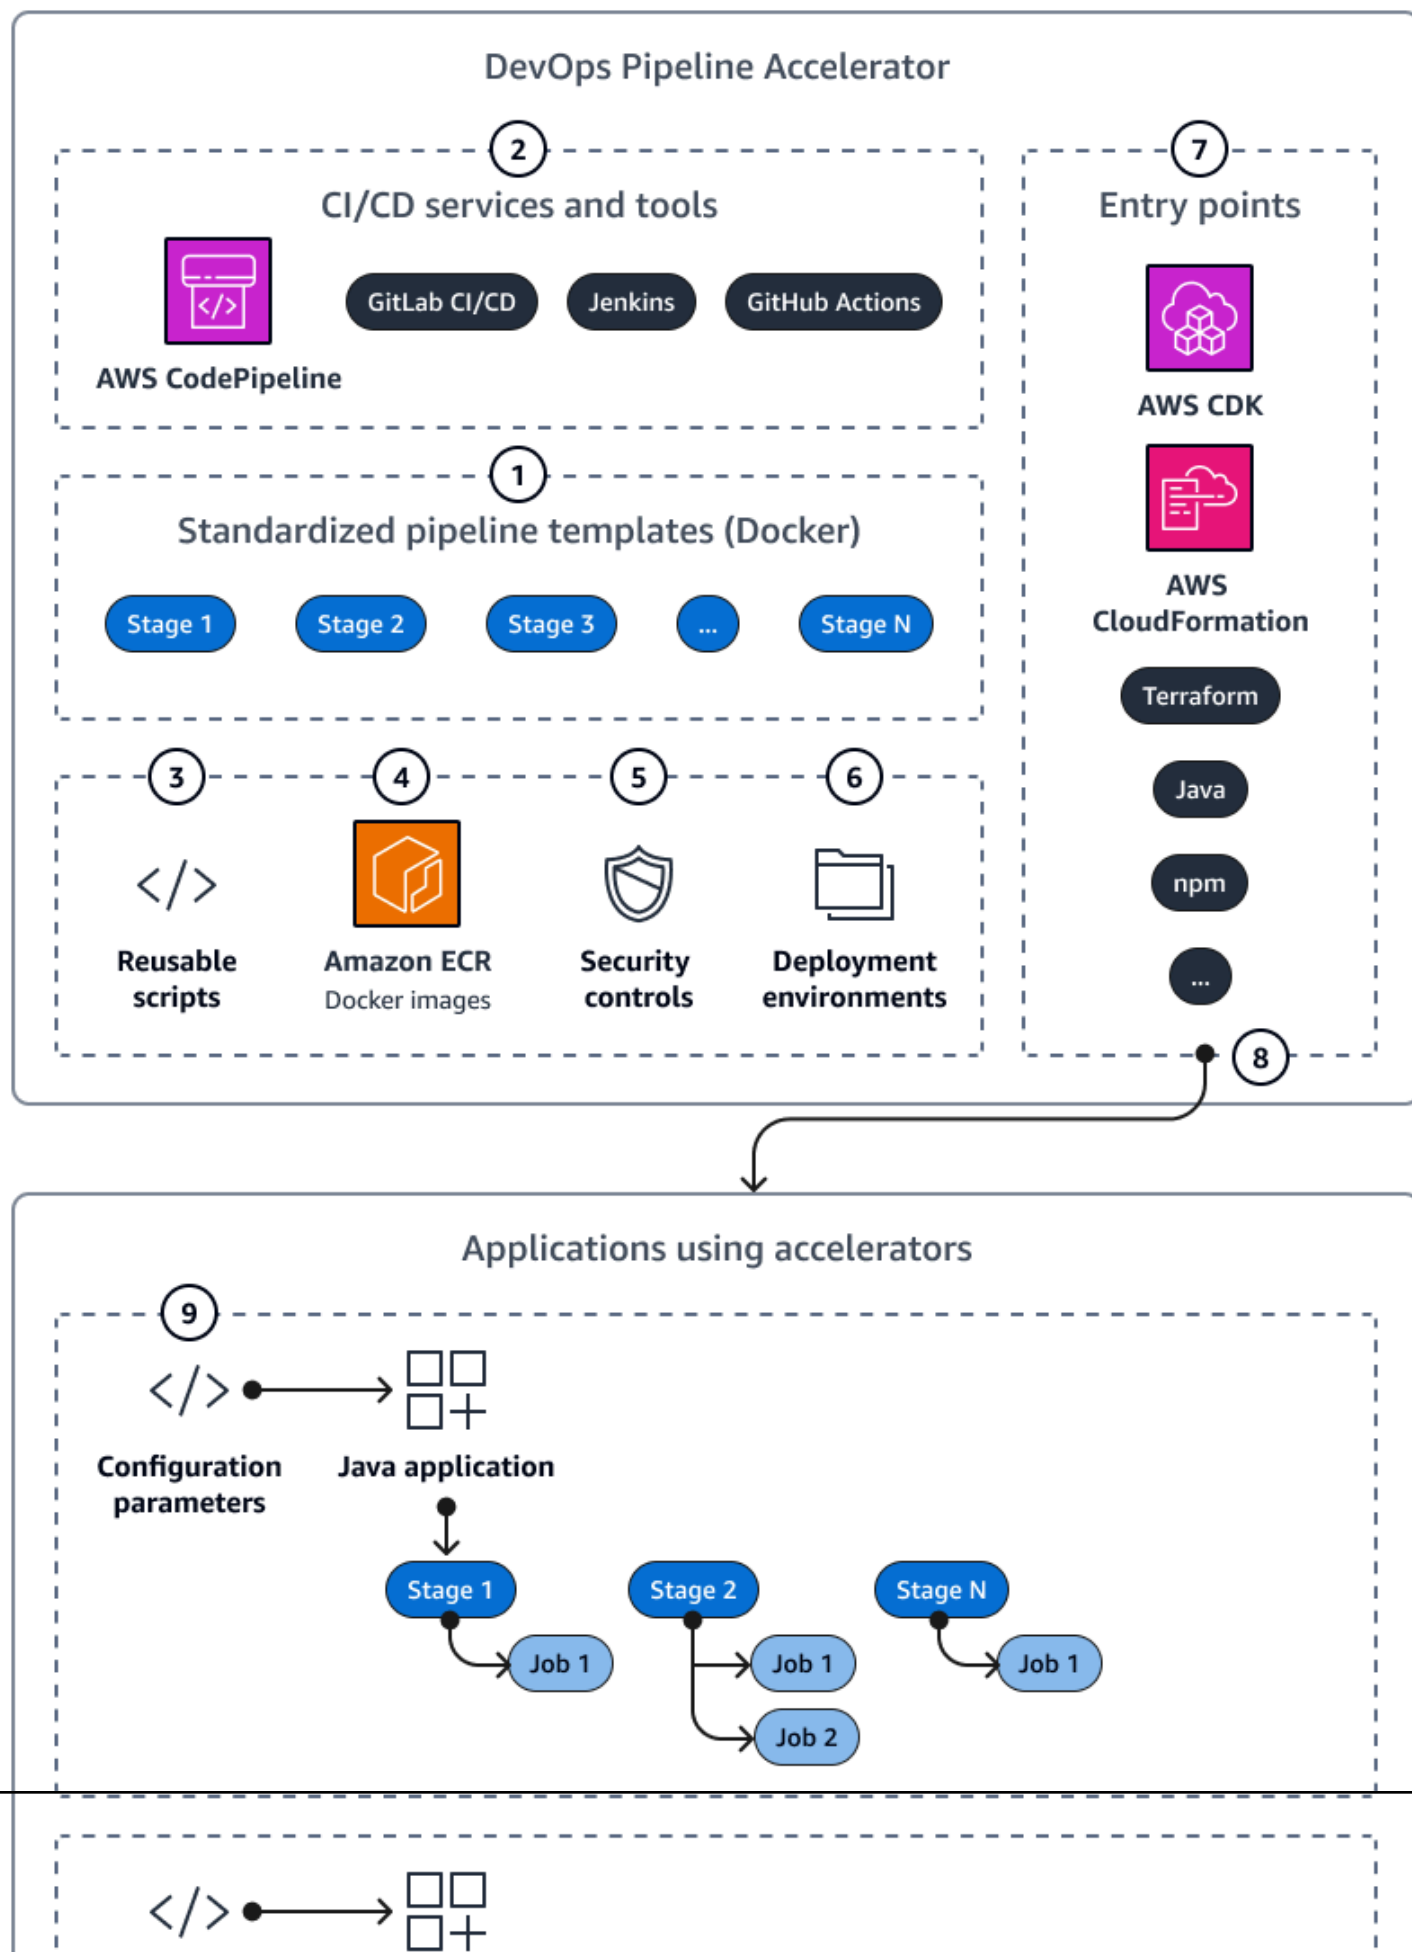 DevOps Pipeline Accelerator
2
CI/CD services and tools
AWS CodePipeline
GitLab CI/CD
Jenkins
GitHub Actions
1
Standardized pipeline templates (Docker)
Stage 1
Stage 2
Stage 3
...
Stage N
3
Reusable
scripts
4
Amazon ECR
Docker images
5
Security
controls
6
Deployment
environments
7
Entry points
AWS CDK
AWS
CloudFormation
Terraform
Java
npm
...
8
Applications using accelerators
9
Configuration
parameters
Java application
Stage 1
Job 1
Stage 2
Job 1
Job 2
Stage N
Job 1